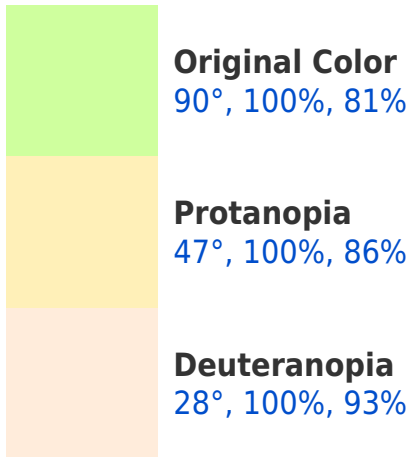 Original Color
90°, 100%, 81%
Protanopia
47°, 100%, 86%
Deuteranopia
28°, 100%, 93%